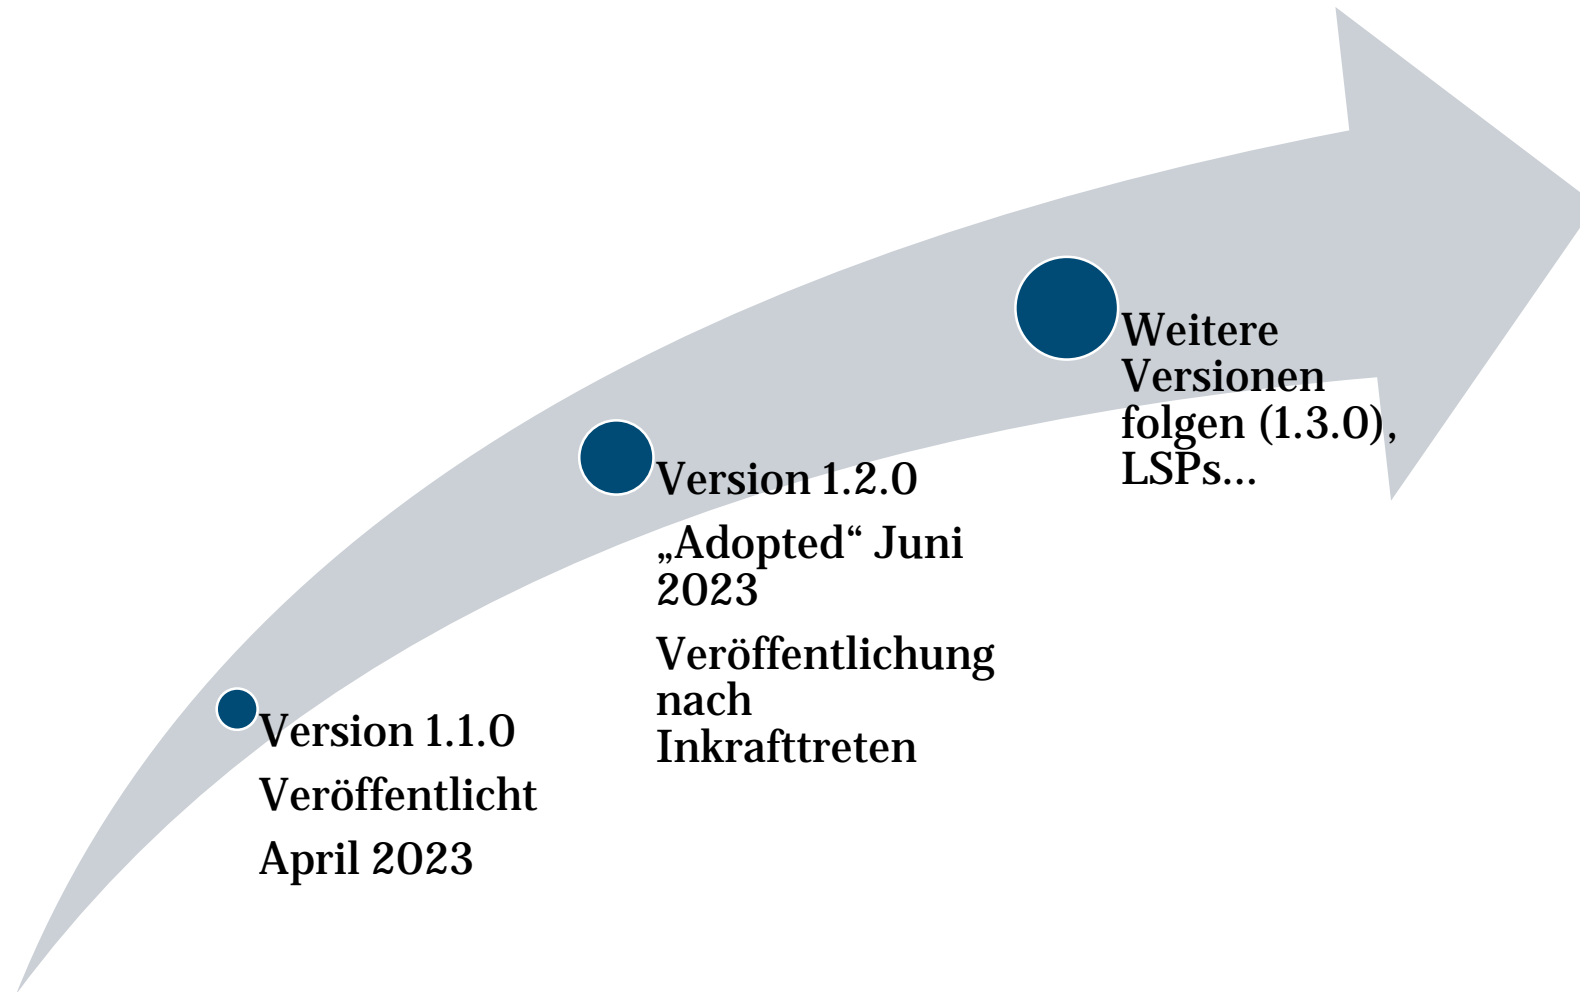 Version 1.1.0
Veröffentlicht
April 2023
Version 1.2.0
„Adopted“ Juni
2023
Veröffentlichung
nach
Inkrafttreten
Weitere
Versionen
folgen (1.3.0),
LSPs...